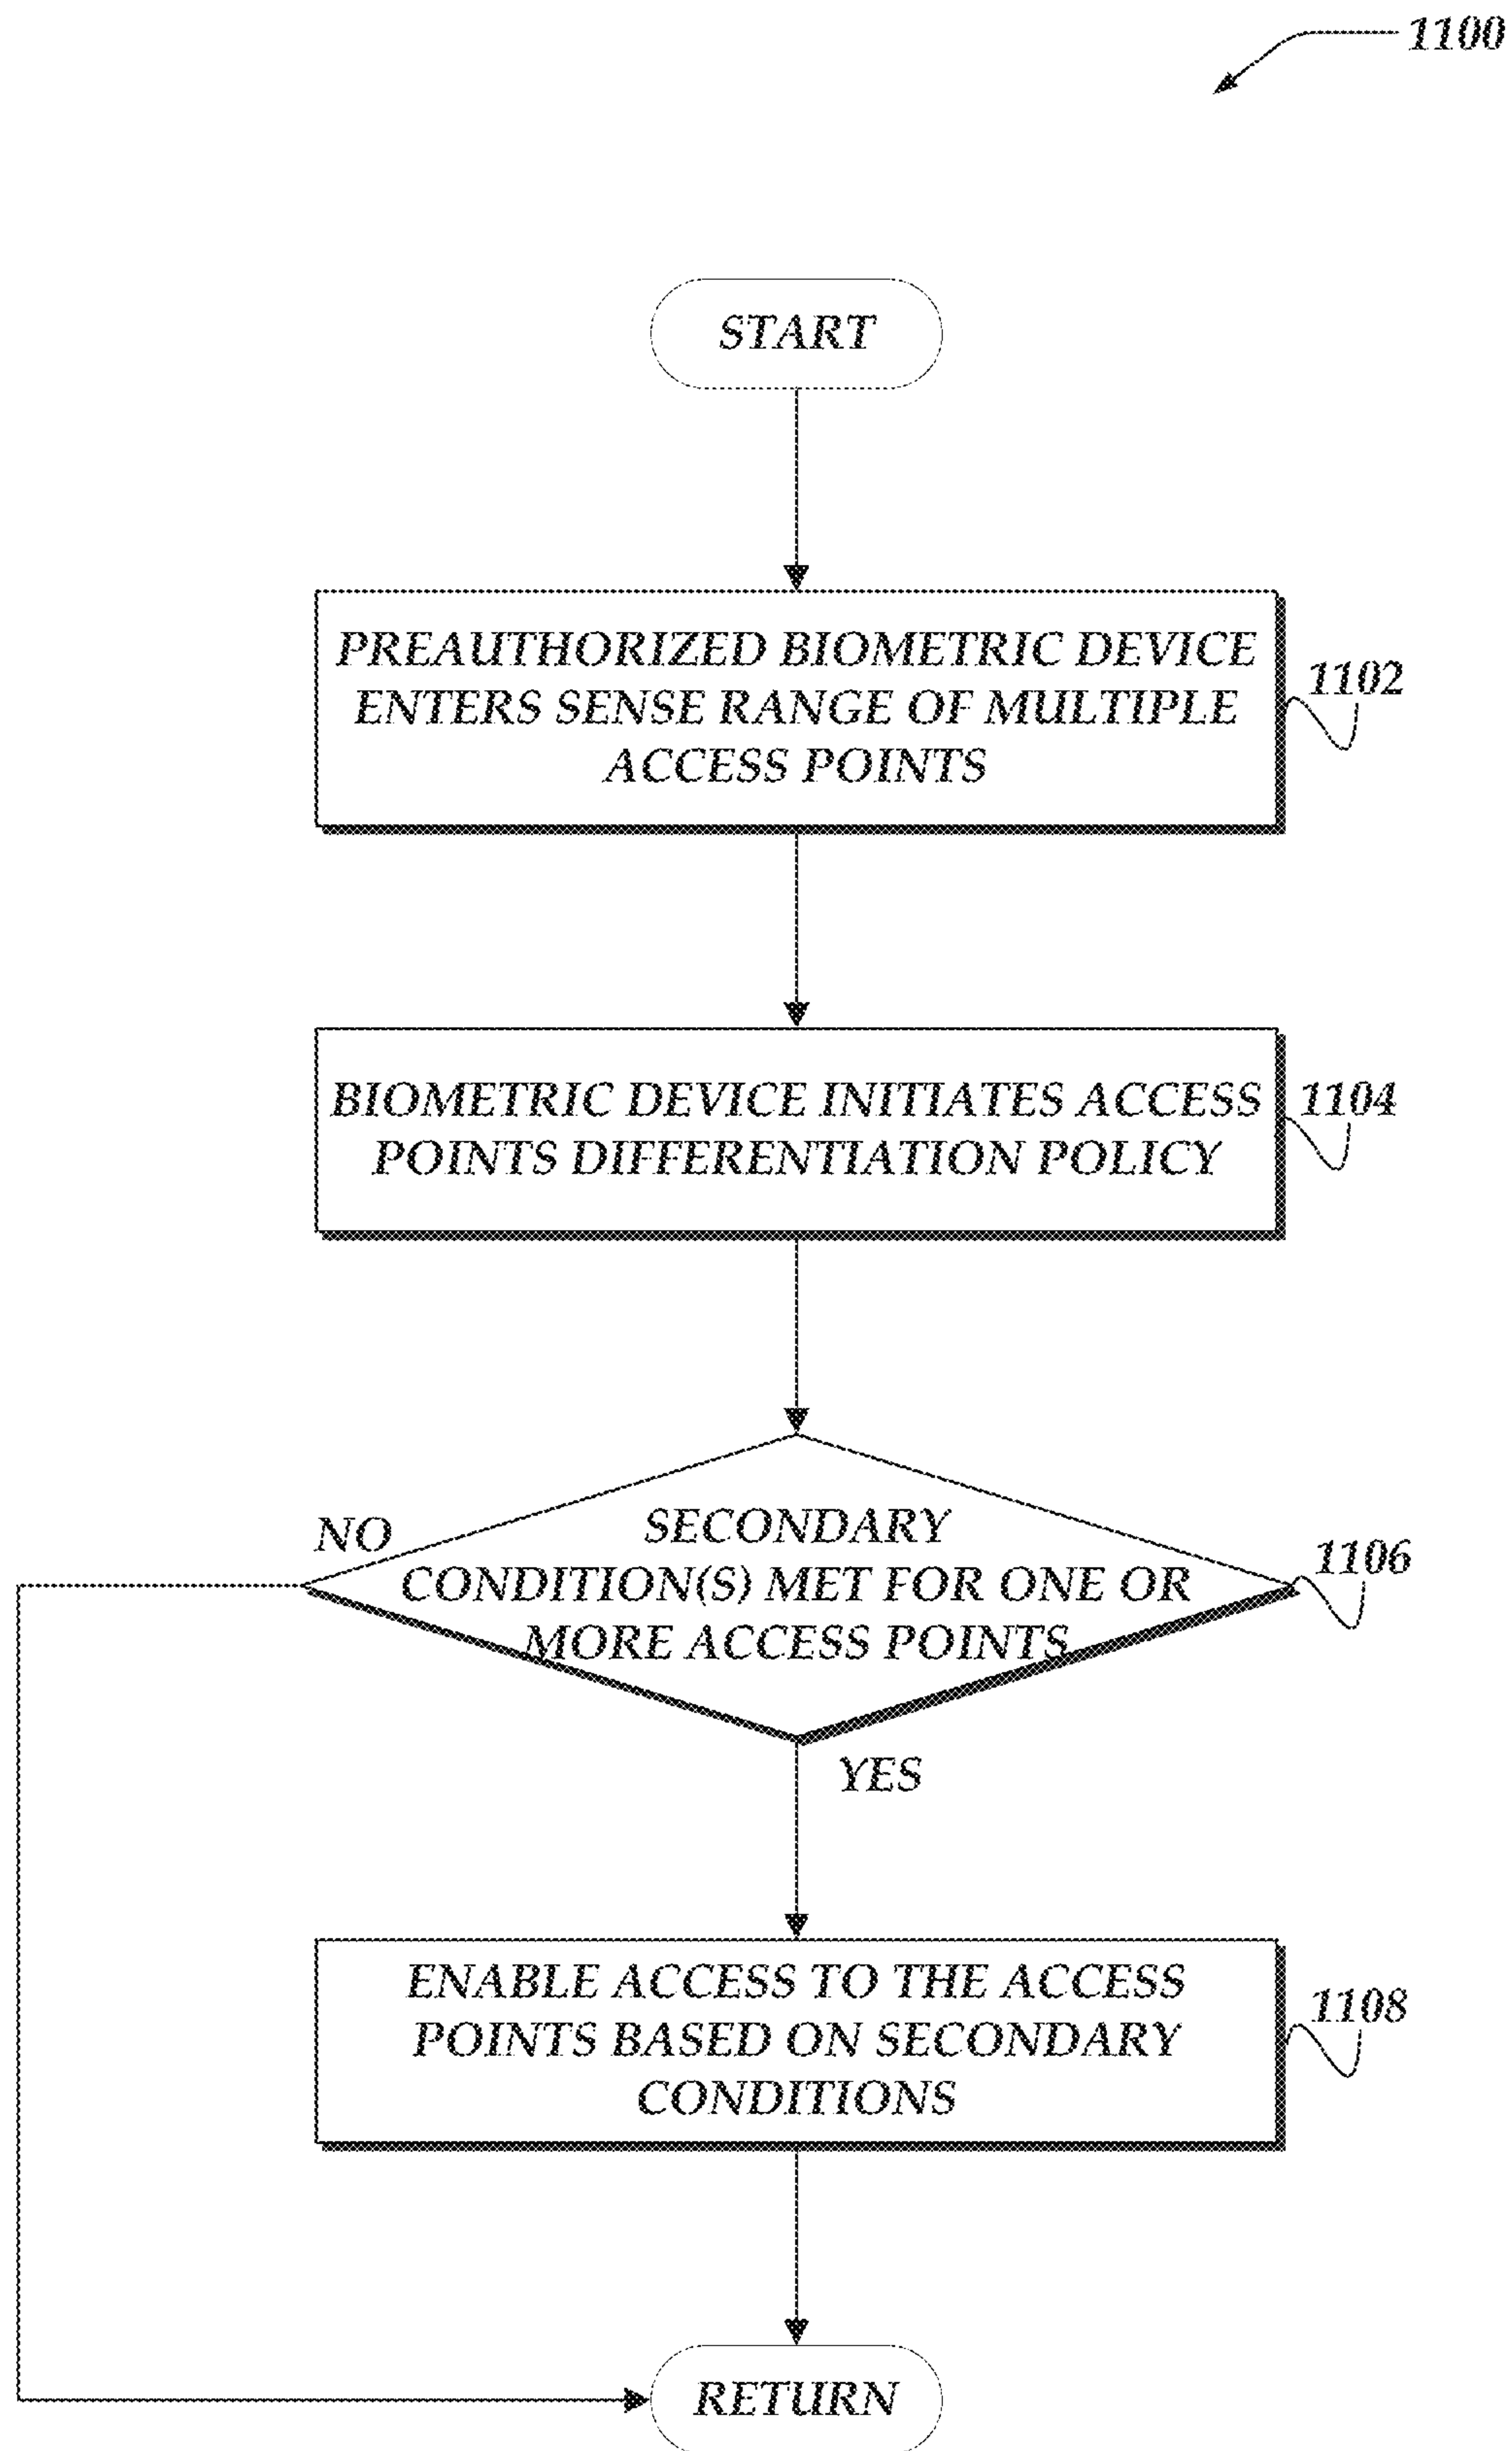 1100
START
PREAUTHORIZED BIOMETRIC DEVICE
ENTERS SENSE RANGE OF MULTIPLE
ACCESS POINTS
1102
BIOMETRIC DEVICE INITIATES ACCESS
POINTS DIFFERENTIATION POLICY
1104
NO
SECONDARY
CONDITION(S) MET FOR ONE OR
MORE ACCESS POINTS
1106
YES
ENABLE ACCESS TO THE ACCESS
POINTS BASED ON SECONDARY
CONDITIONS
1108
RETURN